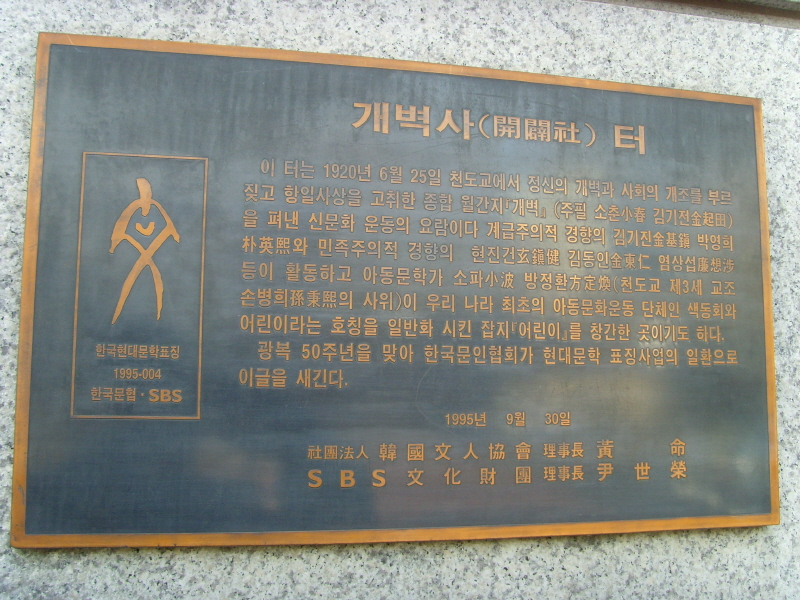 개벽사(開闢社) 터
이 터는 1920년 6월 25일 천도교에서 정신의 개벽과 사회의 개조를 부르
짖고 항일사상을 고취한 종합 월간지『개벽』(주필 소춘小春 김기전金起田)
을 펴낸 신문화 운동의 요람이다 계급주의적 경향의 김기진金基鎭 박영희
朴英熙와 민족주의적 경향의 현진건玄鎭健 김동인金東仁 염상섭廉想涉
등이 활동하고 아동문학가 소파小波 방정환方定煥(천도교 제3세 교조
손병희孫秉熙의 사위)이 우리 나라 최초의 아동문화운동 단체인 색동회와
어린이라는 호칭을 일반화 시킨 잡지『어린이』를 창간한 곳이기도 하다.
광복 50주년을 맞아 한국문인협회가 현대문학 표징사업의 일환으로
이글을 새긴다.
1995년 9월 30일
社團法人 韓國文人協會 理事長 黃 命
SBS 文化財團 理事長 尹世榮
한국현대문학표징
1995-004
한국문협·SBS